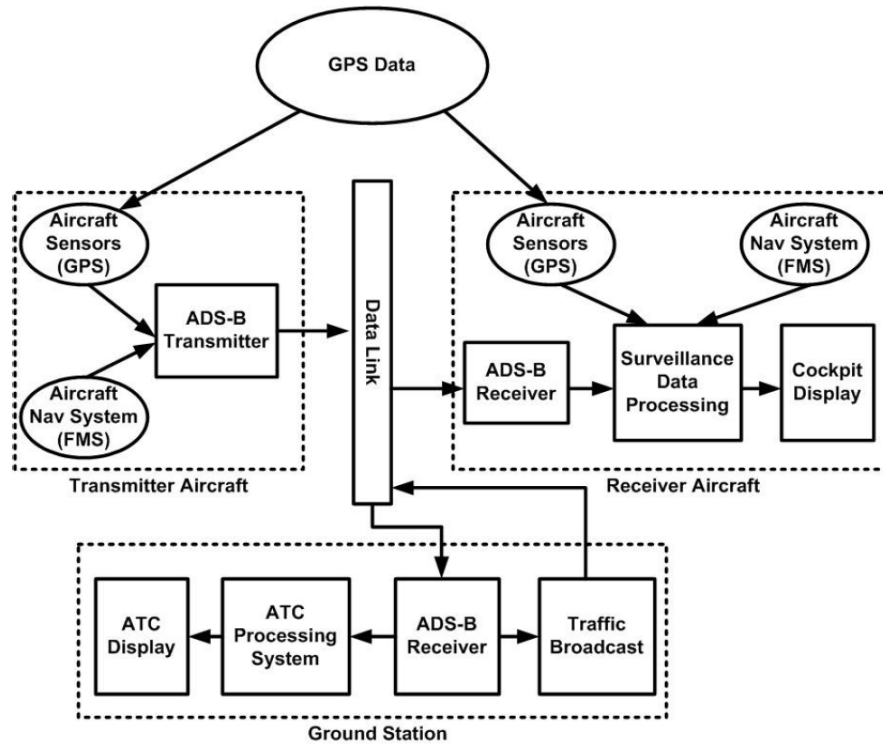 GPS Data
Aircraft
Sensors
(GPS)
ADS-B
Transmitter
Aircraft
Nav System
(FMS)
Transmitter Aircraft
Data Link
Aircraft
Sensors
(GPS)
Aircraft
Nav System
(FMS)
ADS-B
Receiver
Surveillance
Data
Processing
Cockpit
Display
Receiver Aircraft
ATC
Display
ATC
Processing
System
ADS-B
Receiver
Traffic
Broadcast
Ground Station